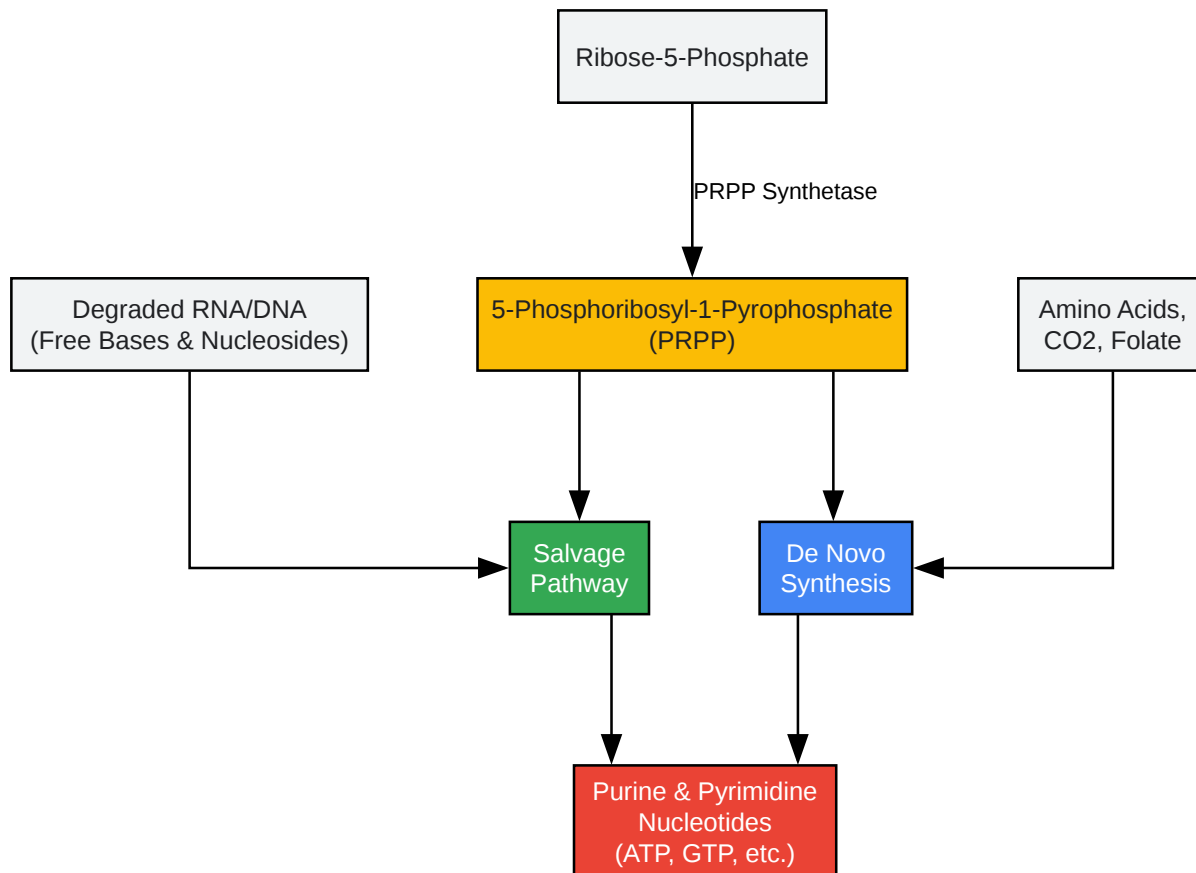 Ribose-5-Phosphate
PRPP Synthetase
Degraded RNA/DNA
(Free Bases & Nucleosides)
5-Phosphoribosyl-1-Pyrophosphate
(PRPP)
Amino Acids,
CO2, Folate
Salvage
Pathway
De Novo
Synthesis
Purine & Pyrimidine
Nucleotides
(ATP, GTP, etc.)